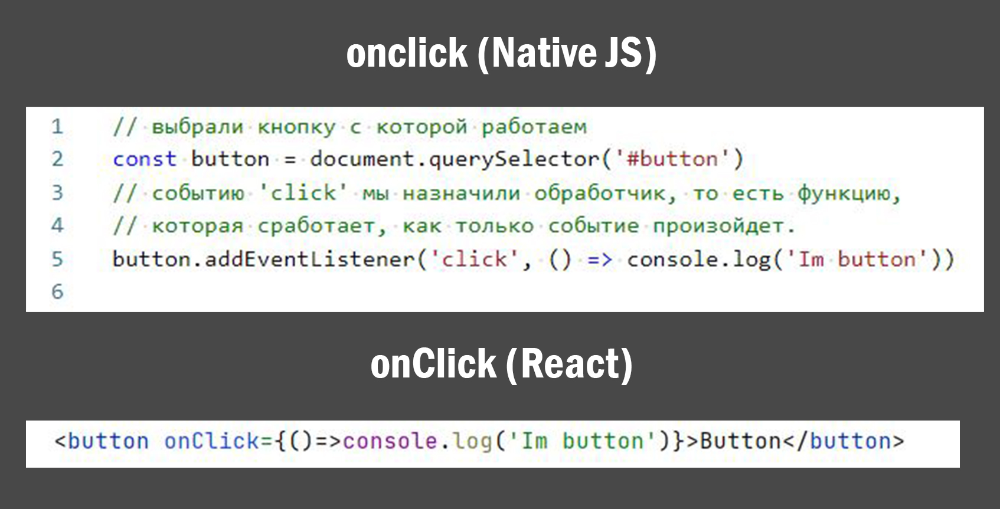 onclick (Native JS)
1 // выбрали кнопку с которой работаем
2 const button = document.querySelector('#button')
3 // событию 'click' мы назначили обработчик, то есть функцию,
4 // которая сработает, как только событие произойдет.
5 button.addEventListener('click', () => console.log('Im button'))
6
onClick (React)
<button onClick={()=>console.log('Im button')}>Button</button>